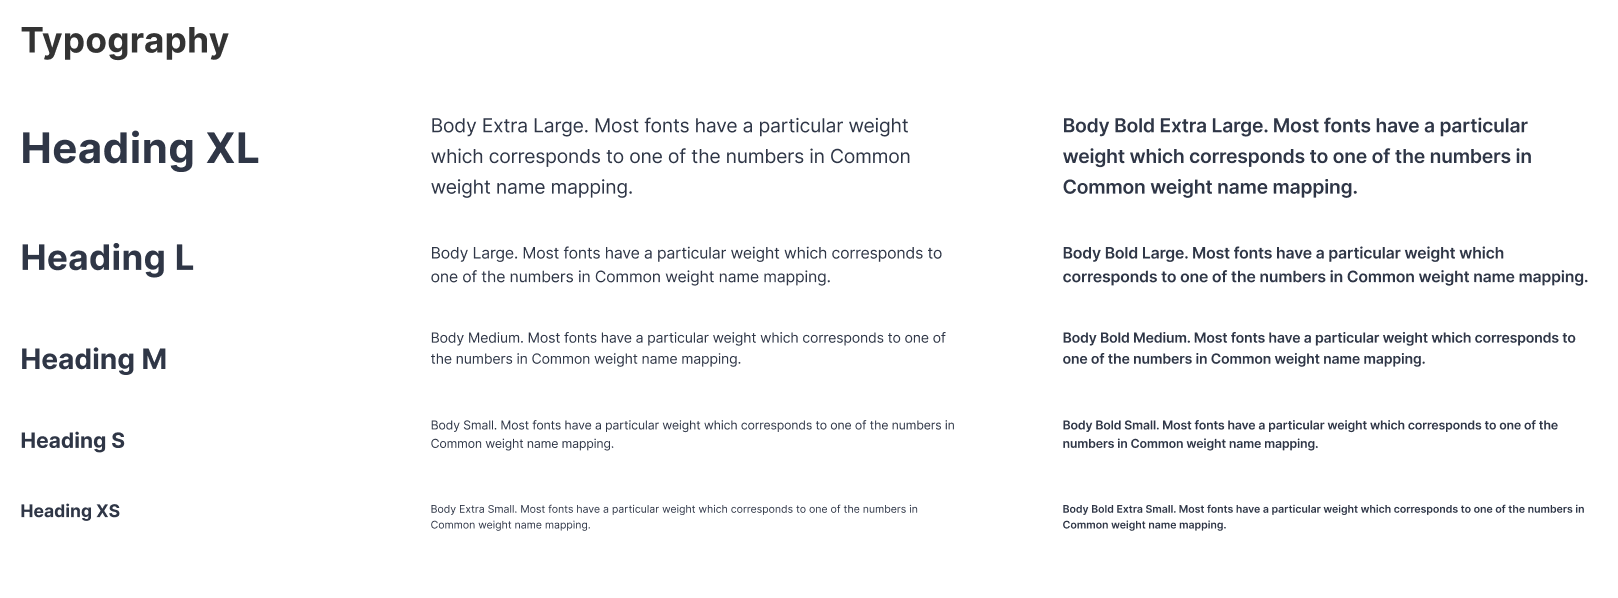 Typography
Heading XL
Body Extra Large. Most fonts have a particular weight
which corresponds to one of the numbers in Common
weight name mapping.
Body Bold Extra Large. Most fonts have a particular
weight which corresponds to one of the numbers in
Common weight name mapping.
Heading L
Body Large. Most fonts have a particular weight which corresponds to
one of the numbers in Common weight name mapping.
Body Bold Large. Most fonts have a particular weight which
corresponds to one of the numbers in Common weight name mapping.
Heading M
Body Medium. Most fonts have a particular weight which corresponds to one of
the numbers in Common weight name mapping.
Body Bold Medium. Most fonts have a particular weight which corresponds to
one of the numbers in Common weight name mapping.
Heading S
Body Small. Most fonts have a particular weight which corresponds to one of the numbers in
Common weight name mapping.
Body Bold Small. Most fonts have a particular weight which corresponds to one of the
numbers in Common weight name mapping.
Heading XS
Body Extra Small. Most fonts have a particular weight which corresponds to one of the numbers in
Common weight name mapping.
Body Bold Extra Small. Most fonts have a particular weight which corresponds to one of the numbers in
Common weight name mapping.